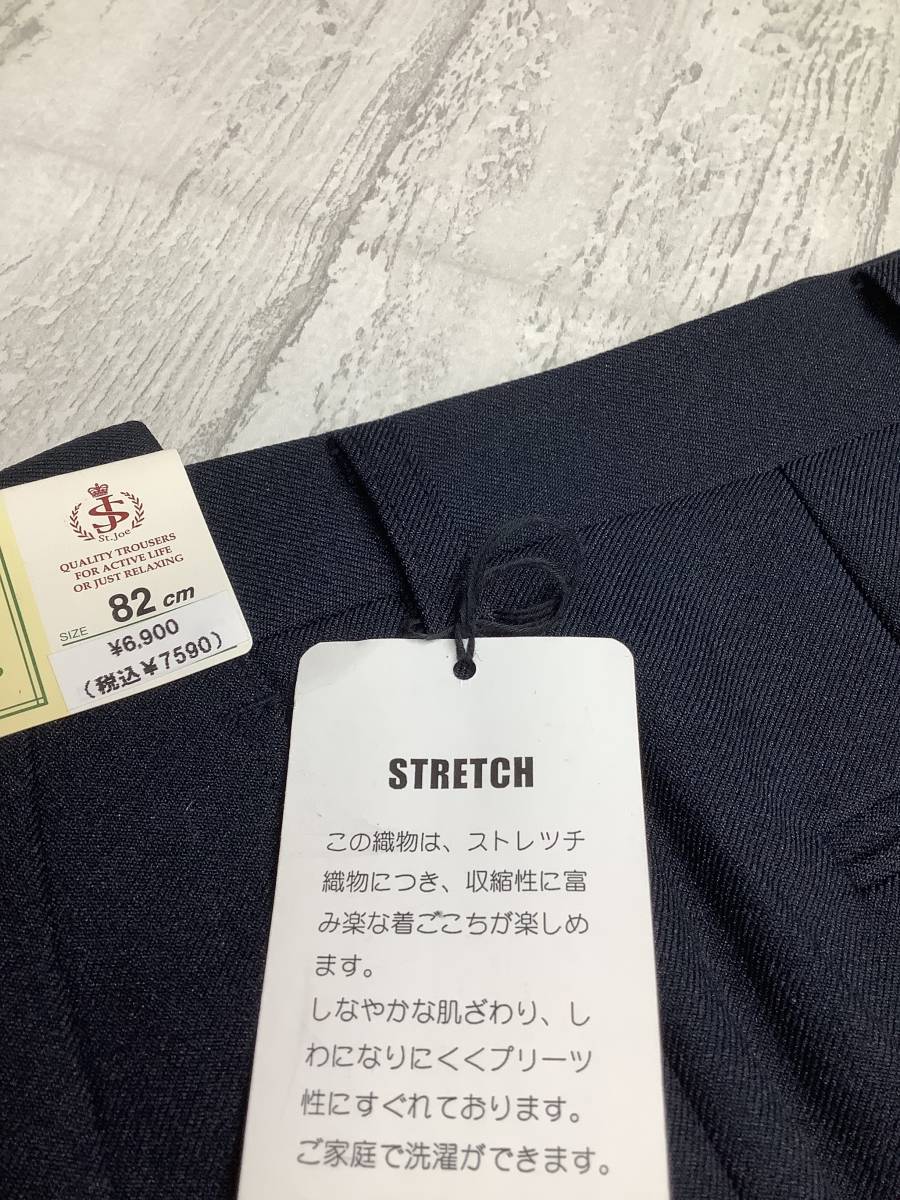 SJ
St.Joe
QUALITY TROUSERS
FOR ACTIVE LIFE
OR JUST RELAXING
SIZE 82 cm
¥6,900
(税込¥7590)
STRETCH
この織物は、ストレツチ
織物につき、収縮性に富
み楽な着ごこちが楽しめ
ます。
しなやかな肌ざわり、し
わになりにくくプリーツ
性にすぐれております。
ご家庭で洗濯ができます。